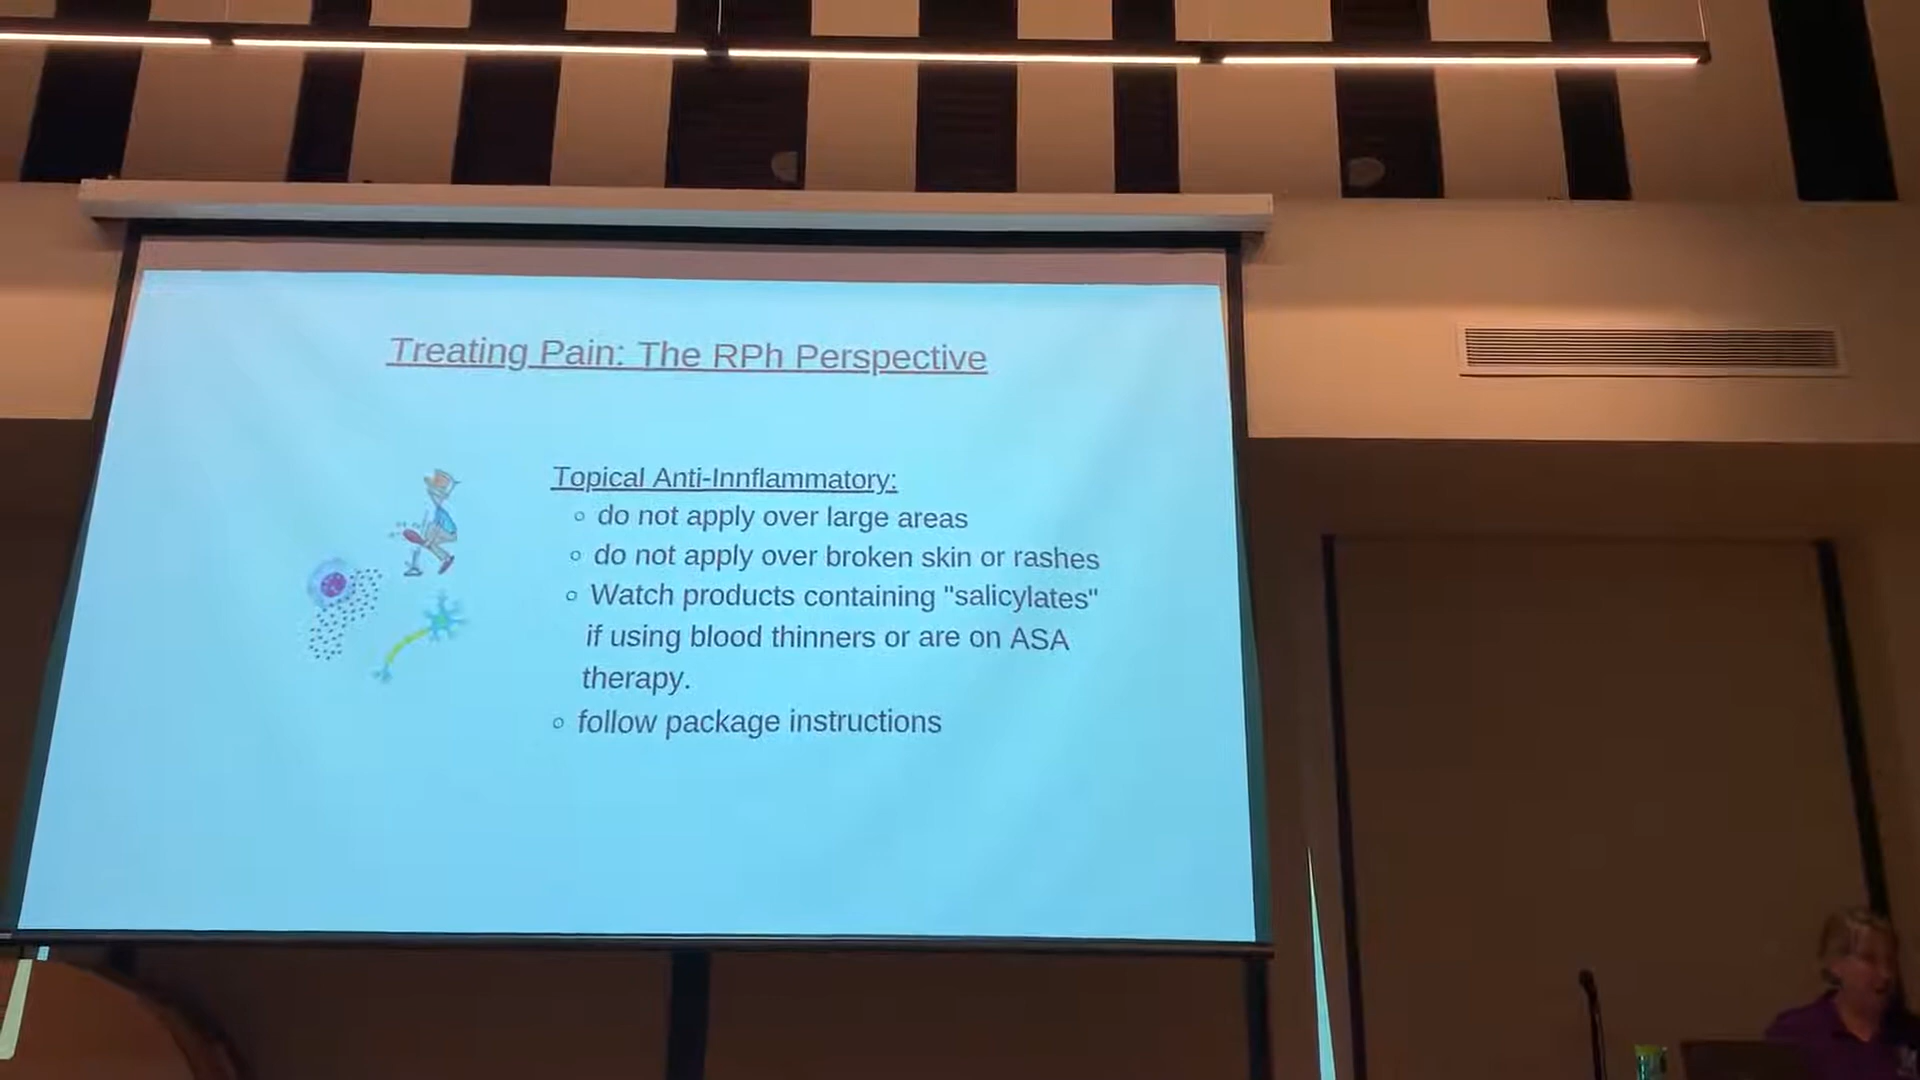 Treating Pain: The RPh Perspective
Topical Anti-Innflammatory:
◦ do not apply over large areas
◦ do not apply over broken skin or rashes
◦ Watch products containing "salicylates"
if using blood thinners or are on ASA
therapy.
◦ follow package instructions